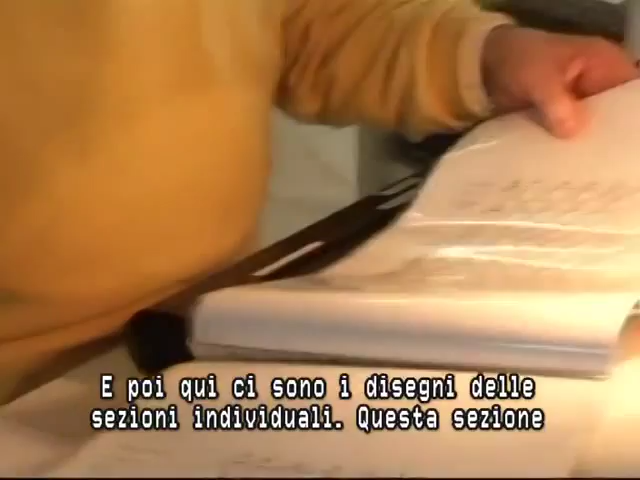 E poi qui ci sono i disegni delle
sezioni individuali. Questa sezione